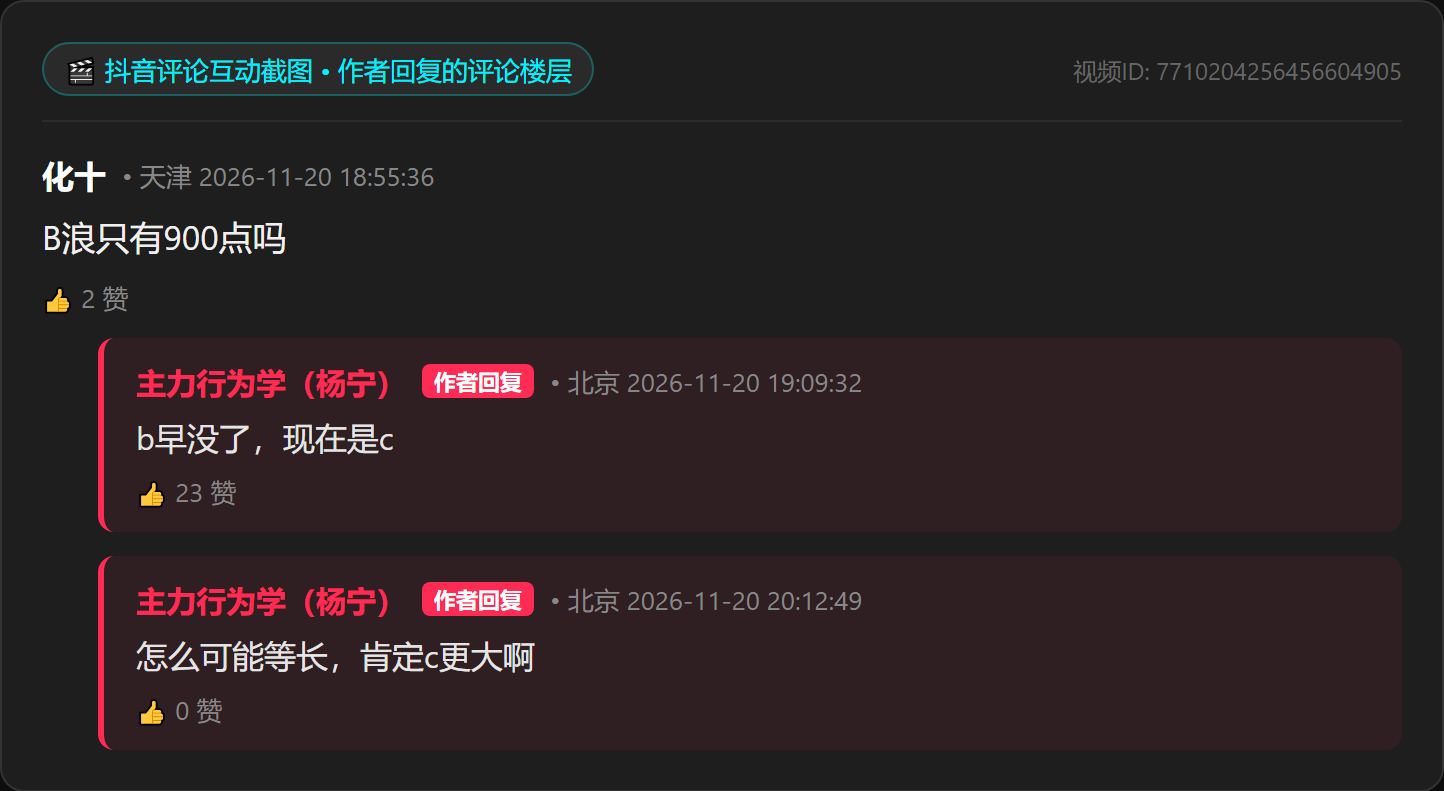 🎬 抖音评论互动截图 • 作者回复的评论楼层
视频ID: 7710204256456604905
化十 • 天津 2026-11-20 18:55:36
B浪只有900点吗
👍 2 赞
主力行为学（杨宁） 作者回复 • 北京 2026-11-20 19:09:32
b早没了，现在是c
👍 23 赞
主力行为学（杨宁） 作者回复 • 北京 2026-11-20 20:12:49
怎么可能等长，肯定c更大啊
👍 0 赞